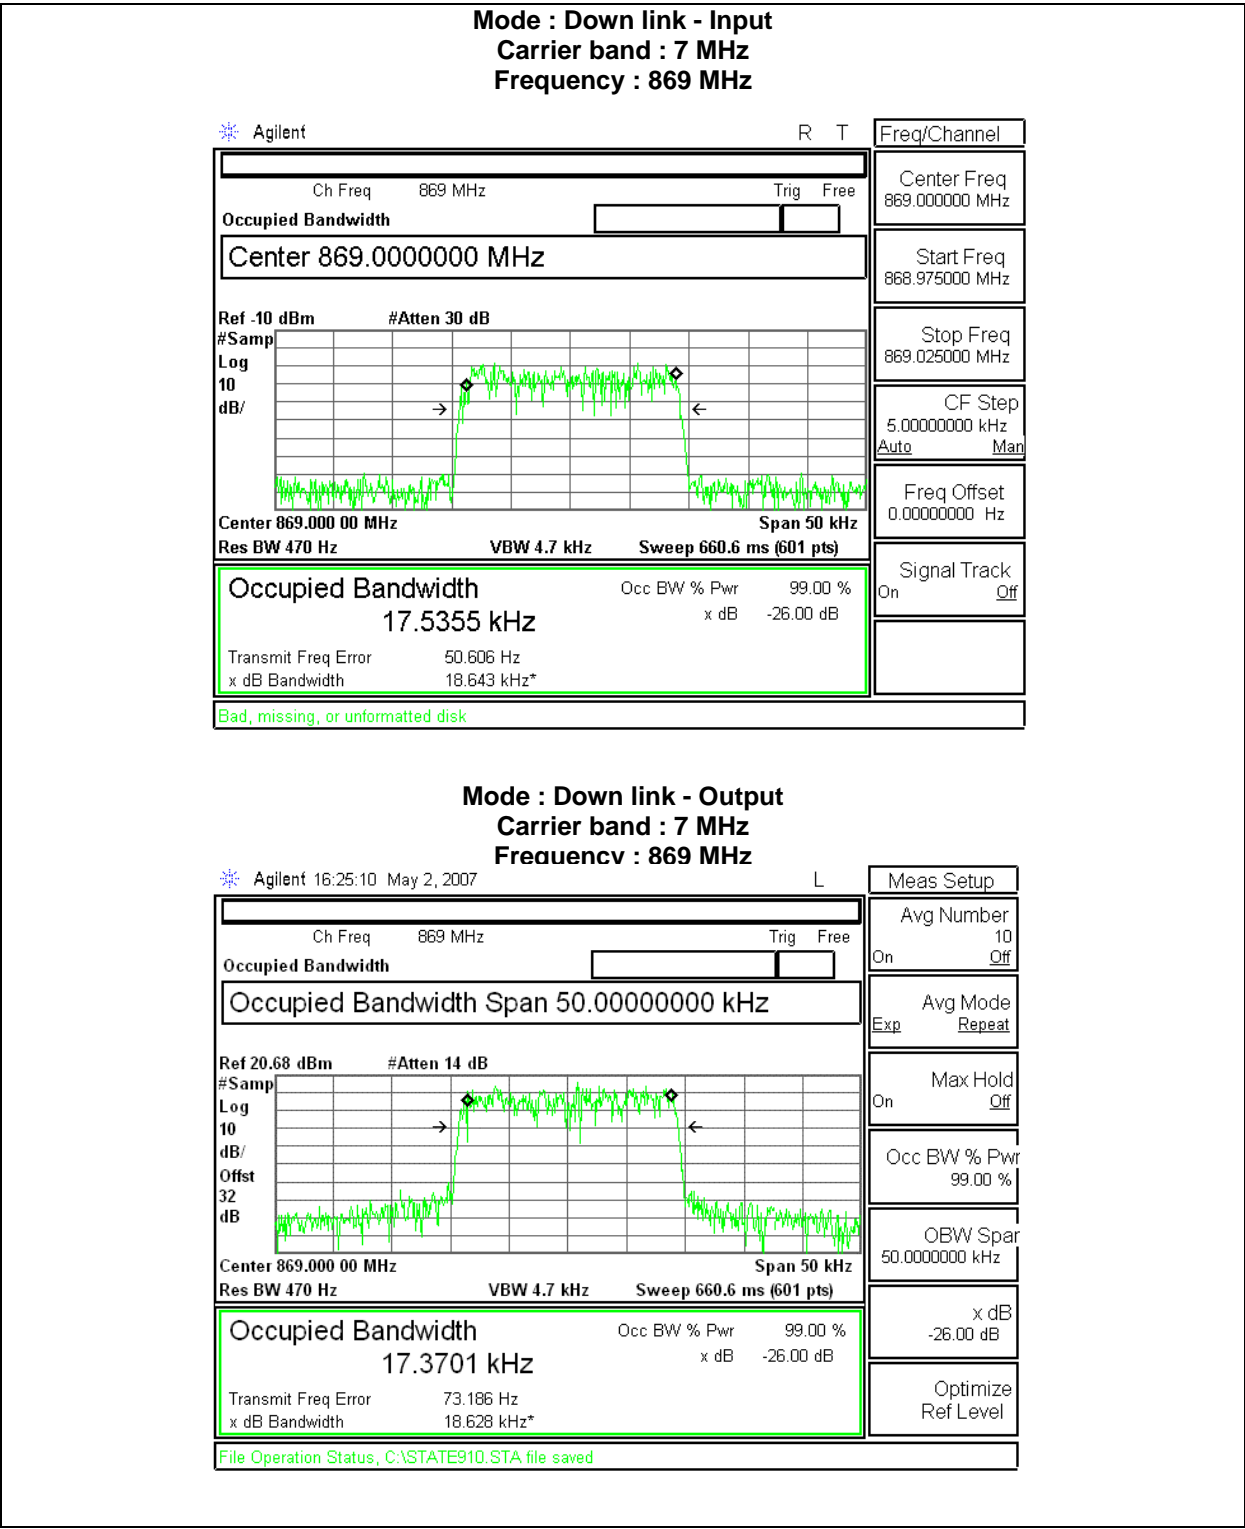 Mode : Down link - Input
Carrier band : 7 MHz
Frequency : 869 MHz
Agilent R T
Freq/Channel
Ch Freq 869 MHz Trig Free
Occupied Bandwidth
Center 869.0000000 MHz
Center Freq
869.000000 MHz
Start Freq
868.975000 MHz
Stop Freq
869.025000 MHz
CF Step
5.00000000 kHz
Auto Man
Freq Offset
0.00000000 Hz
Signal Track
On Off
Ref -10 dBm #Atten 30 dB
#Samp
Log
10
dB/
Center 869.000 00 MHz Span 50 kHz
Res BW 470 Hz VBW 4.7 kHz Sweep 660.6 ms (601 pts)
Occupied Bandwidth Occ BW % Pwr 99.00 %
17.5355 kHz x dB -26.00 dB
Transmit Freq Error 50.606 Hz
x dB Bandwidth 18.643 kHz*
Bad, missing, or unformatted disk
Mode : Down link - Output
Carrier band : 7 MHz
Frequency : 869 MHz
Agilent 16:25:10 May 2, 2007 L
Meas Setup
Ch Freq 869 MHz Trig Free
Occupied Bandwidth
Occupied Bandwidth Span 50.00000000 kHz
Avg Number
10
On Off
Avg Mode
Exp Repeat
Max Hold
On Off
Occ BW % Pwr
99.00 %
OBW Spar
50.0000000 kHz
x dB
-26.00 dB
Optimize
Ref Level
Ref 20.68 dBm #Atten 14 dB
#Samp
Log
10
dB/
Offst
32
dB
Center 869.000 00 MHz Span 50 kHz
Res BW 470 Hz VBW 4.7 kHz Sweep 660.6 ms (601 pts)
Occupied Bandwidth Occ BW % Pwr 99.00 %
17.3701 kHz x dB -26.00 dB
Transmit Freq Error 73.186 Hz
x dB Bandwidth 18.628 kHz*
File Operation Status, C:\STATE910.STA file saved